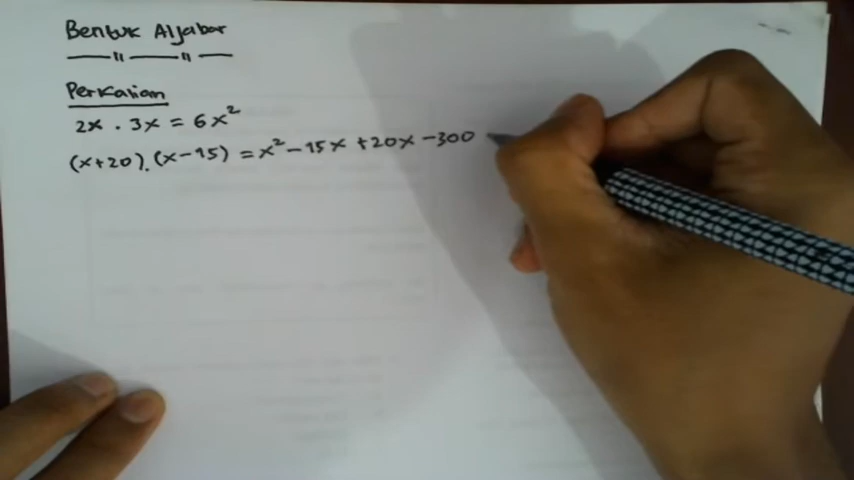 Bentuk Aljabar
Perkalian
2x . 3x = 6x²
(x+20).(x-15) = x² - 15x + 20x - 300